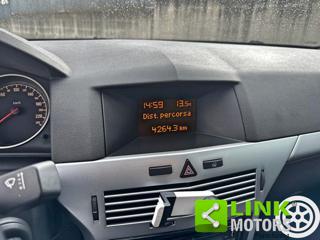 14:59 13.5
Dist. percorsa
4264.3 km
LINK
MOTORS